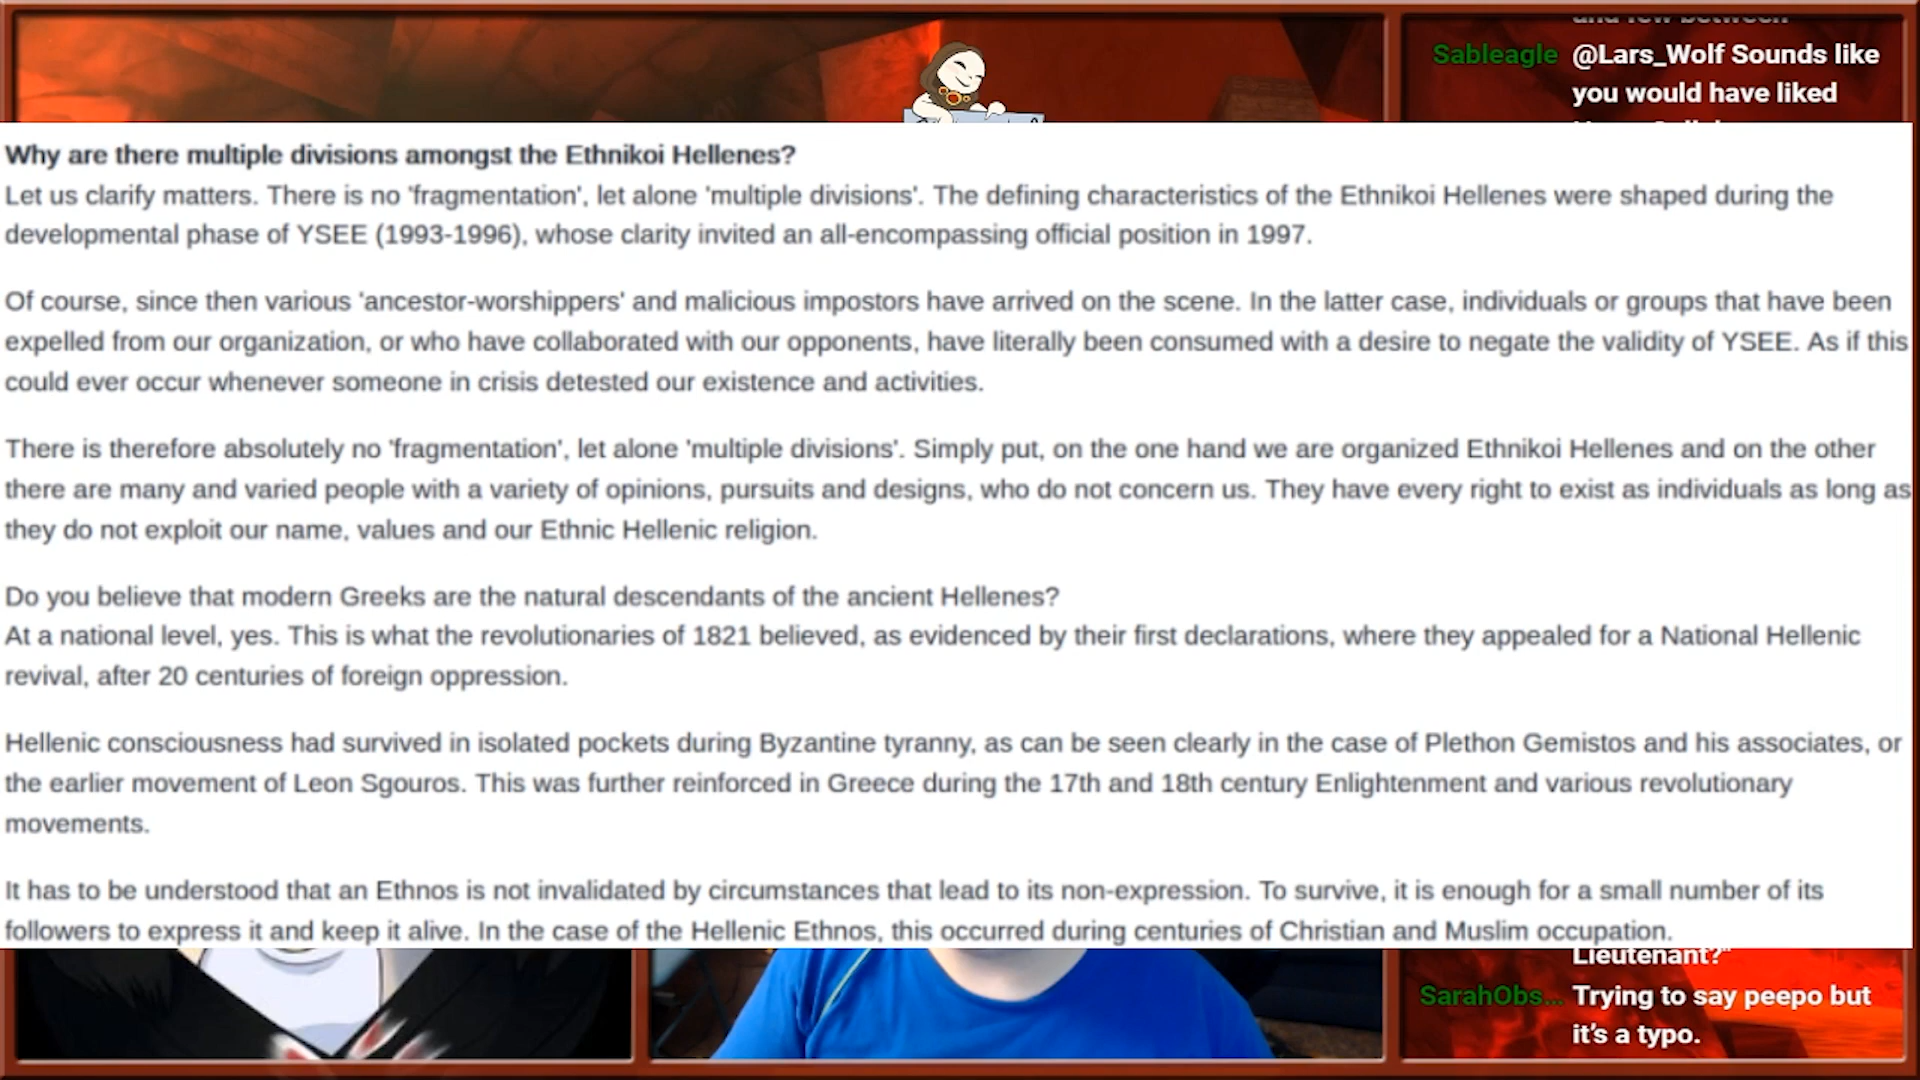 Sableagle @Lars_Wolf Sounds like
you would have liked
Why are there multiple divisions amongst the Ethnikoi Hellenes?
Let us clarify matters. There is no 'fragmentation', let alone 'multiple divisions'. The defining characteristics of the Ethnikoi Hellenes were shaped during the
developmental phase of YSEE (1993-1996), whose clarity invited an all-encompassing official position in 1997.
Of course, since then various 'ancestor-worshippers' and malicious impostors have arrived on the scene. In the latter case, individuals or groups that have been
expelled from our organization, or who have collaborated with our opponents, have literally been consumed with a desire to negate the validity of YSEE. As if this
could ever occur whenever someone in crisis detested our existence and activities.
There is therefore absolutely no 'fragmentation', let alone 'multiple divisions'. Simply put, on the one hand we are organized Ethnikoi Hellenes and on the other
there are many and varied people with a variety of opinions, pursuits and designs, who do not concern us. They have every right to exist as individuals as long as
they do not exploit our name, values and our Ethnic Hellenic religion.
Do you believe that modern Greeks are the natural descendants of the ancient Hellenes?
At a national level, yes. This is what the revolutionaries of 1821 believed, as evidenced by their first declarations, where they appealed for a National Hellenic
revival, after 20 centuries of foreign oppression.
Hellenic consciousness had survived in isolated pockets during Byzantine tyranny, as can be seen clearly in the case of Plethon Gemistos and his associates, or
the earlier movement of Leon Sgouros. This was further reinforced in Greece during the 17th and 18th century Enlightenment and various revolutionary
movements.
It has to be understood that an Ethnos is not invalidated by circumstances that lead to its non-expression. To survive, it is enough for a small number of its
followers to express it and keep it alive. In the case of the Hellenic Ethnos, this occurred during centuries of Christian and Muslim occupation.
Lieutenant?"
SarahObs... Trying to say peepo but
it's a typo.